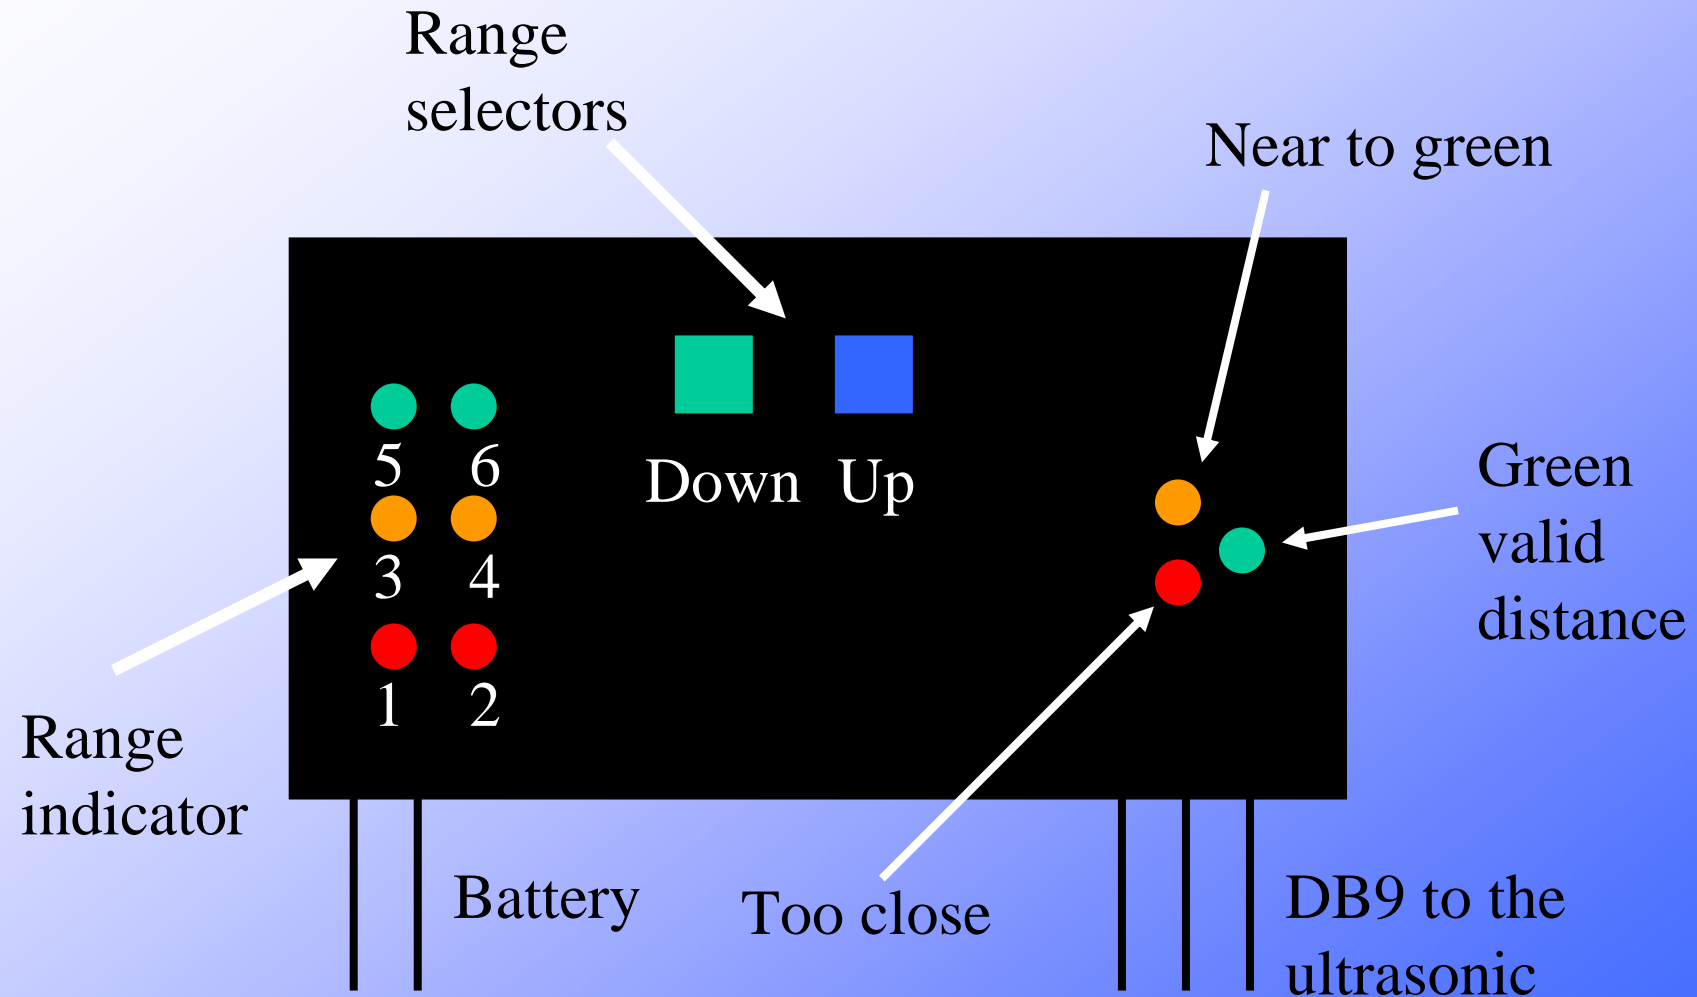 Range
selectors
Near to green
5 6
Down Up
Green
valid
distance
3 4
1 2
Range
indicator
Battery
Too close
DB9 to the
ultrasonic